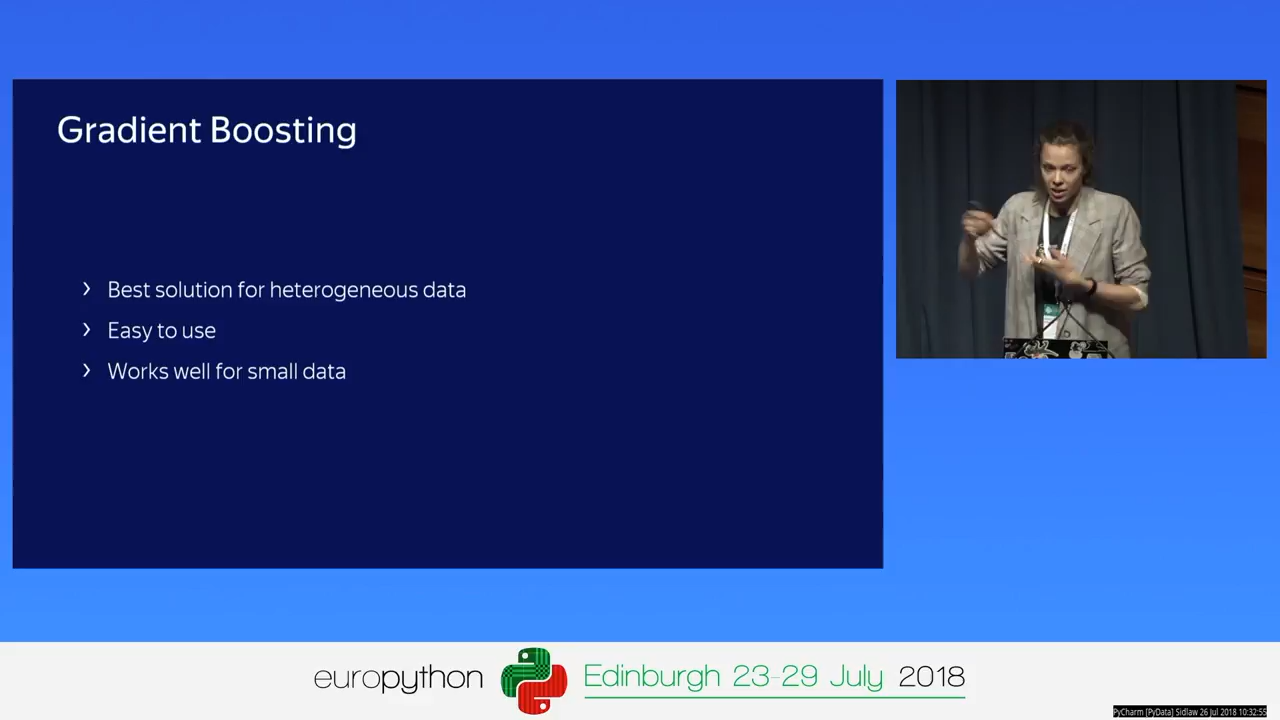 Gradient Boosting
› Best solution for heterogeneous data
› Easy to use
› Works well for small data
europython Edinburgh 23-29 July 2018
PyCharm [PyData] Sidlaw 26 Jul 2018 10:32:55